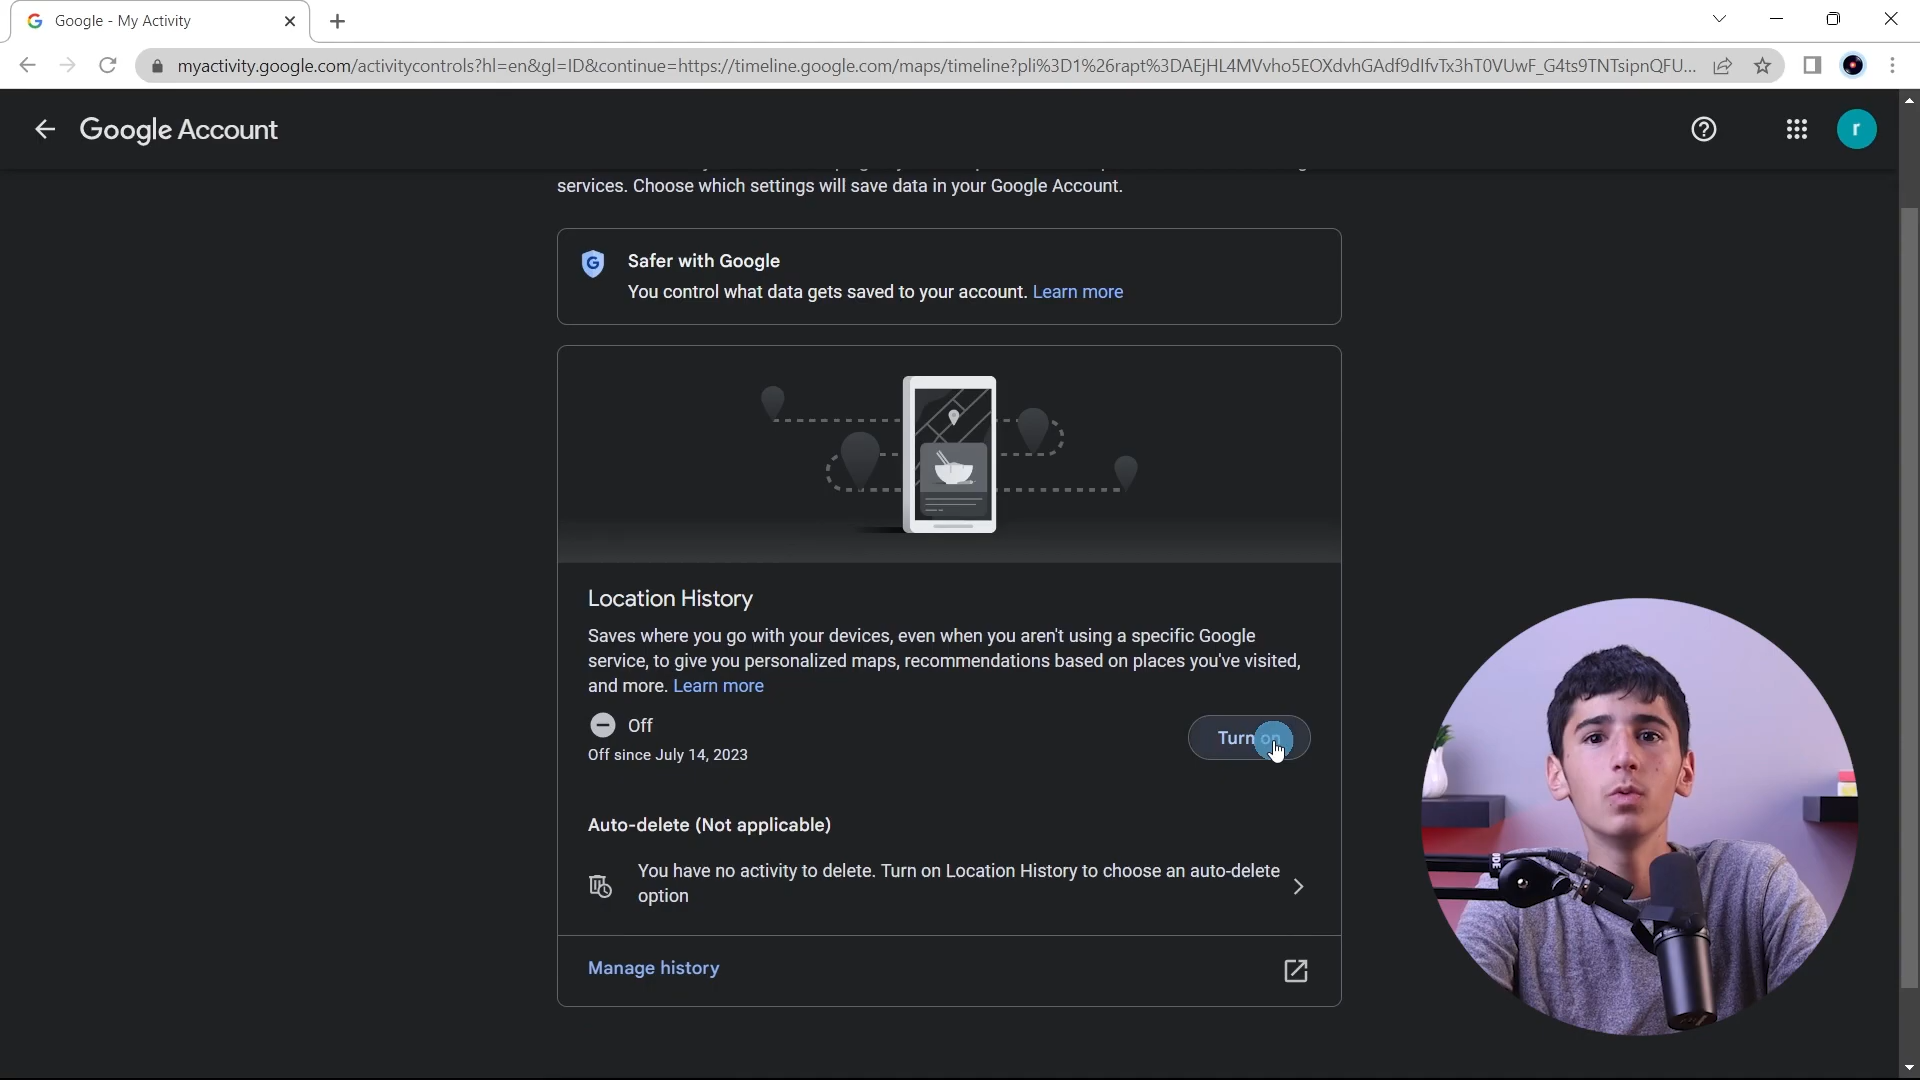 Google - My Activity
myactivity.google.com/activitycontrols?hl=en&gl=ID&continue=https://timeline.google.com/maps/timeline?pli%3D1%26rapt%3DAEjHL4MVvho5EOXdvhGAdf9dIfvTx3hT0VUwF_G4ts9TNTsipnQFU...
Google Account
r
services. Choose which settings will save data in your Google Account.
Safer with Google
You control what data gets saved to your account. Learn more
Location History
Saves where you go with your devices, even when you aren't using a specific Google
service, to give you personalized maps, recommendations based on places you've visited,
and more. Learn more
Off
Turn on
Off since July 14, 2023
Auto-delete (Not applicable)
You have no activity to delete. Turn on Location History to choose an auto-delete
option
Manage history